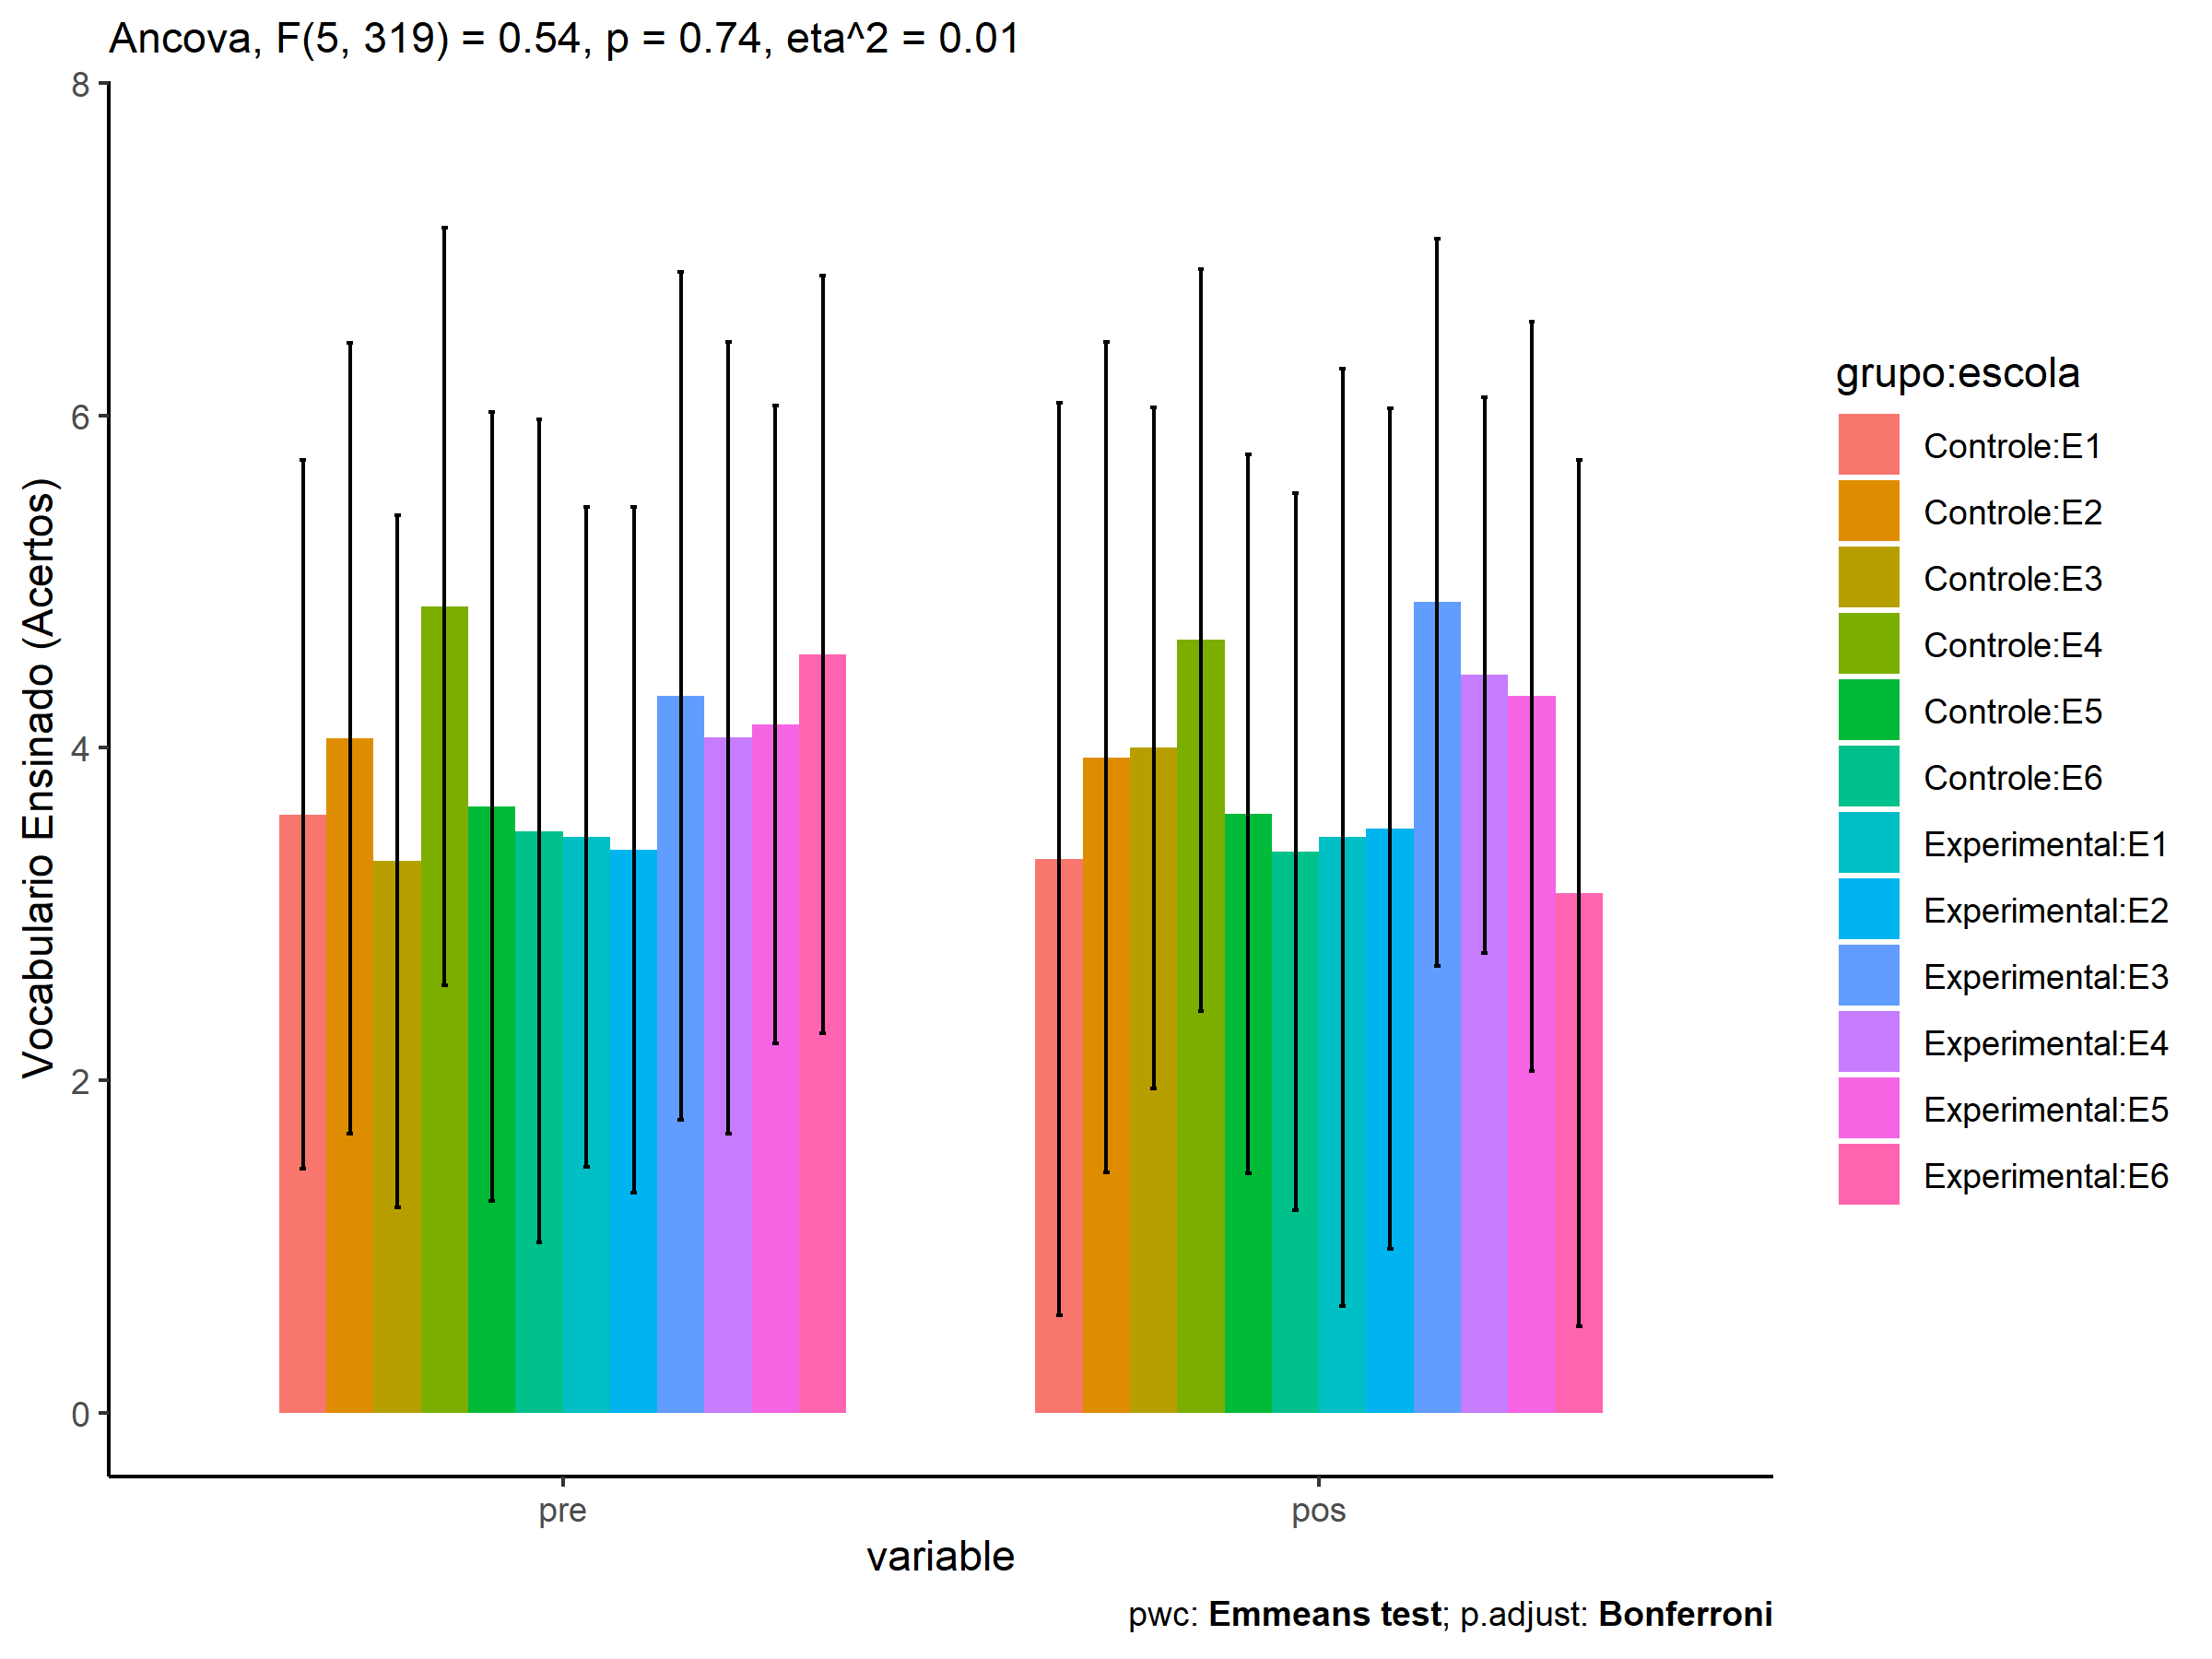 Ancova, F(5, 319) = 0.54, p = 0.74, eta^2 = 0.01
8
6
4
2
0
Vocabulario Ensinado (Acertos)
pre
pos
variable
grupo:escola
Controle:E1
Controle:E2
Controle:E3
Controle:E4
Controle:E5
Controle:E6
Experimental:E1
Experimental:E2
Experimental:E3
Experimental:E4
Experimental:E5
Experimental:E6
pwc: Emmeans test; p.adjust: Bonferroni